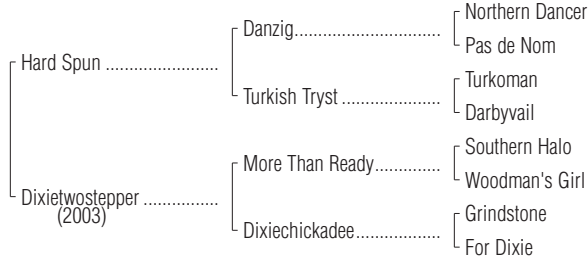 Northern Dancer
Danzig..............................
Pas de Nom
Hard Spun ........................
Turkoman
Turkish Tryst .....................
Darbyvail
Southern Halo
More Than Ready..............
Woodman's Girl
Dixietwostepper ................
(2003)
Grindstone
Dixiechickadee..................
For Dixie